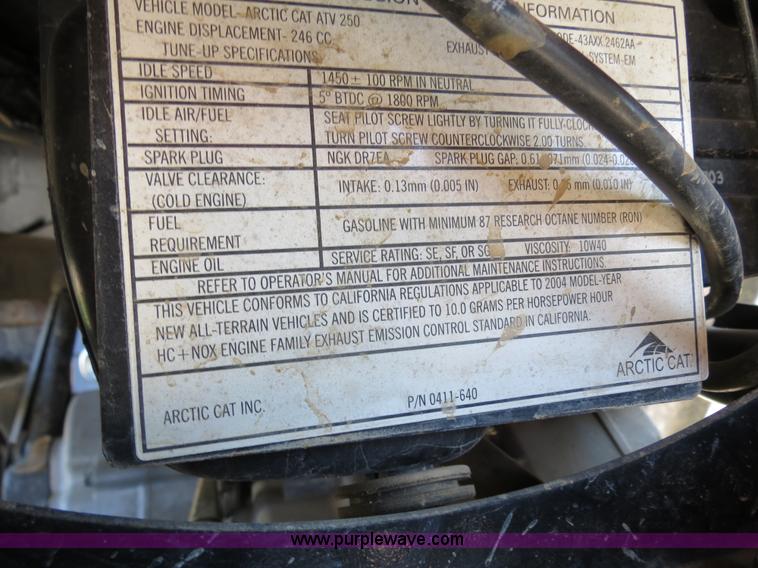 INFORMATION
VEHICLE MODEL- ARCTIC CAT ATV 250
ENGINE DISPLACEMENT- 246 CC
TUNE-UP SPECIFICATIONS EXHAUST SYSTEM-EM
IDLE SPEED 1450 ± 100 RPM IN NEUTRAL
IGNITION TIMING 5° BTDC @ 1800 RPM
IDLE AIR/FUEL SEAT PILOT SCREW LIGHTLY BY TURNING IT
SETTING: TURN PILOT SCREW COUNTERCLOCKWISE 2.00 TURNS.
SPARK PLUG NGK DR7EA SPARK PLUG GAP:
VALVE CLEARANCE: INTAKE: 0.13mm (0.005 IN) EXHAUST: mm (0.010 IN)
(COLD ENGINE)
FUEL GASOLINE WITH MINIMUM 87 RESEARCH OCTANE NUMBER (RON)
REQUIREMENT
ENGINE OIL SERVICE RATING: SE, SF, OR SG VISCOSITY: 10W40
REFER TO OPERATOR'S MANUAL FOR ADDITIONAL MAINTENANCE INSTRUCTIONS.
THIS VEHICLE CONFORMS TO CALIFORNIA REGULATIONS APPLICABLE TO 2004 MODEL-YEAR
NEW ALL-TERRAIN VEHICLES AND IS CERTIFIED TO 10.0 GRAMS PER HORSEPOWER HOUR
HC+NOX ENGINE FAMILY EXHAUST EMISSION CONTROL STANDARD IN CALIFORNIA.
ARCTIC CAT
ARCTIC CAT INC. P/N 0411-640
www.purplewave.com